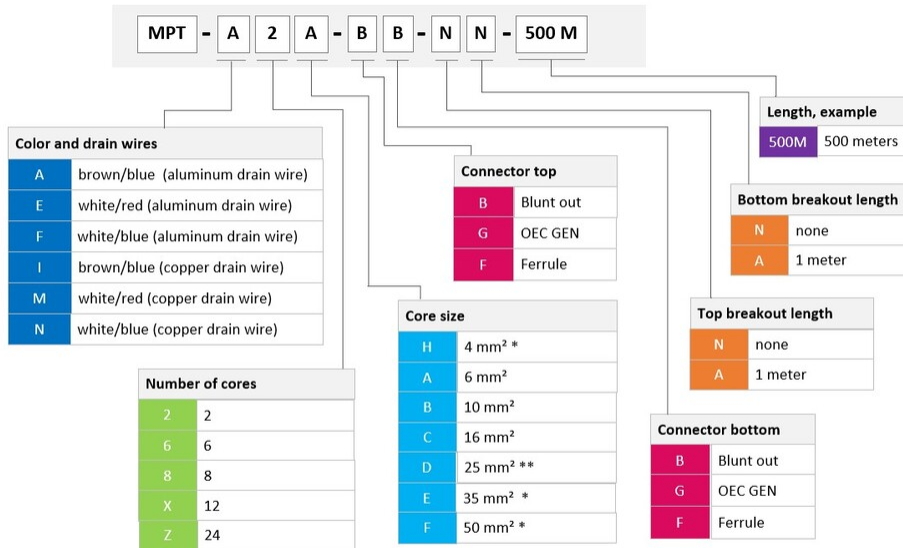 MPT - A 2 A - B B - N N - 500 M
Color and drain wires
A brown/blue (aluminum drain wire)
E white/red (aluminum drain wire)
F white/blue (aluminum drain wire)
I brown/blue (copper drain wire)
M white/red (copper drain wire)
N white/blue (copper drain wire)
Number of cores
2 2
6 6
8 8
X 12
Z 24
Connector top
B Blunt out
G OEC GEN
F Ferrule
Core size
H 4 mm² *
A 6 mm²
B 10 mm²
C 16 mm²
D 25 mm² **
E 35 mm² *
F 50 mm² *
Length, example
500M 500 meters
Bottom breakout length
N none
A 1 meter
Top breakout length
N none
A 1 meter
Connector bottom
B Blunt out
G OEC GEN
F Ferrule